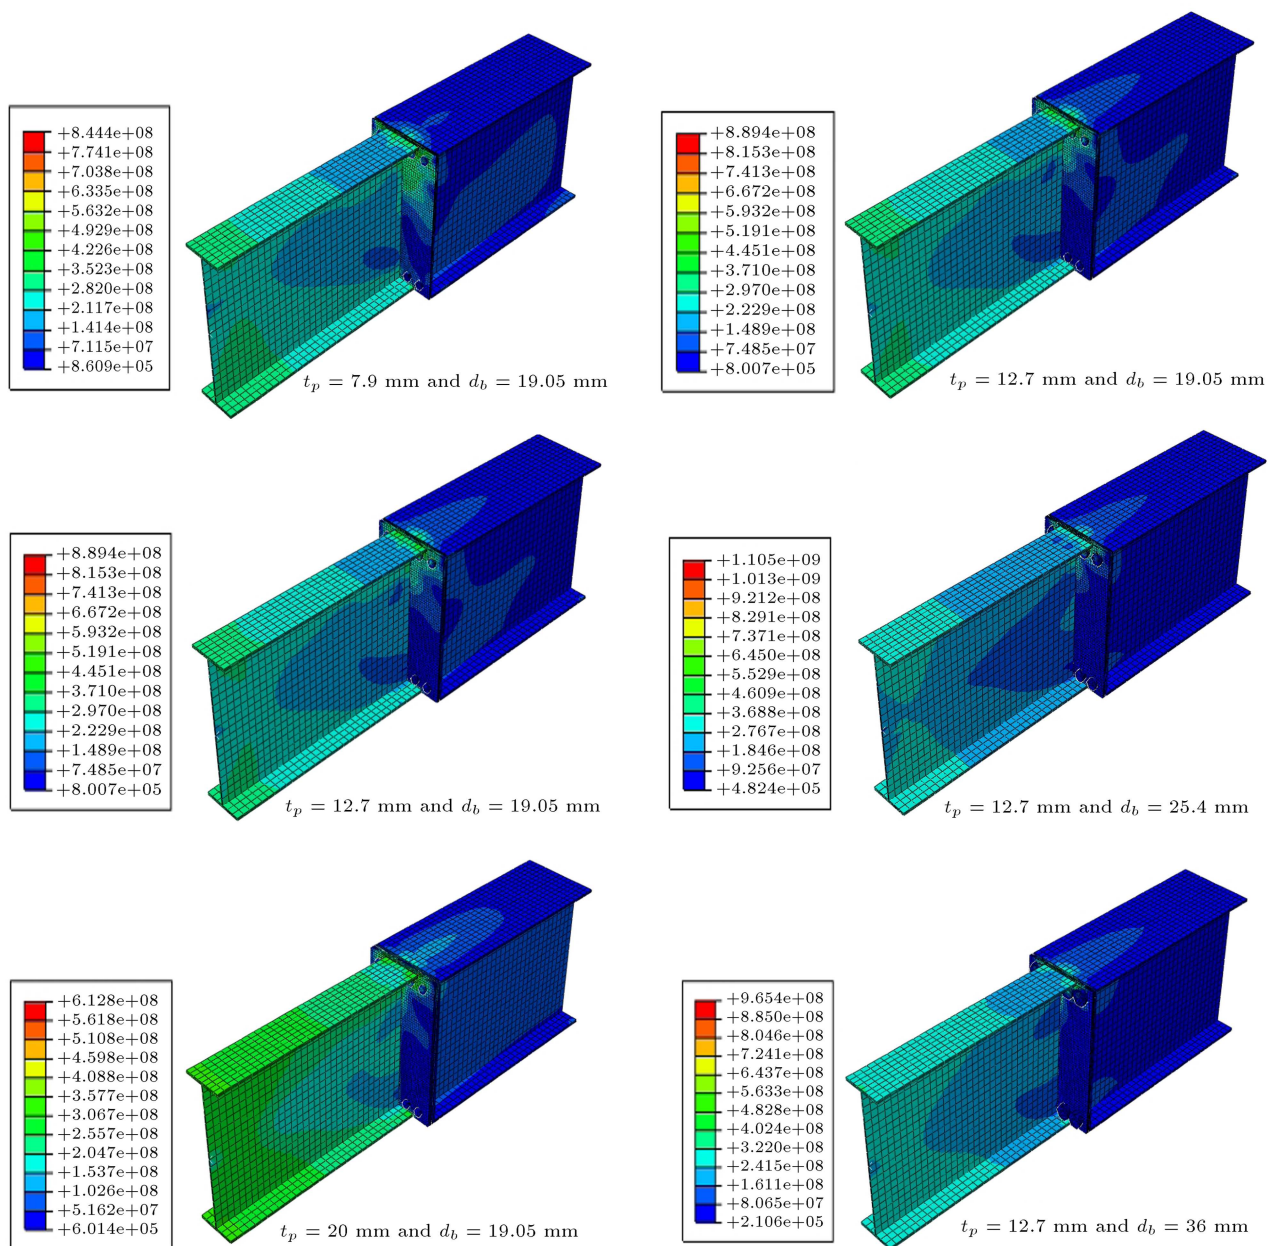 +8.444e+08
+7.741e+08
+7.038e+08
+6.335e+08
+5.632e+08
+4.929e+08
+4.226e+08
+3.523e+08
+2.820e+08
+2.117e+08
+1.414e+08
+7.115e+07
+8.609e+05
t_p = 7.9 mm and d_b = 19.05 mm
+8.894e+08
+8.153e+08
+7.413e+08
+6.672e+08
+5.932e+08
+5.191e+08
+4.451e+08
+3.710e+08
+2.970e+08
+2.229e+08
+1.489e+08
+7.485e+07
+8.007e+05
t_p = 12.7 mm and d_b = 19.05 mm
+8.894e+08
+8.153e+08
+7.413e+08
+6.672e+08
+5.932e+08
+5.191e+08
+4.451e+08
+3.710e+08
+2.970e+08
+2.229e+08
+1.489e+08
+7.485e+07
+8.007e+05
t_p = 12.7 mm and d_b = 19.05 mm
+1.105e+09
+1.013e+09
+9.212e+08
+8.291e+08
+7.371e+08
+6.450e+08
+5.529e+08
+4.609e+08
+3.688e+08
+2.767e+08
+1.846e+08
+9.256e+07
+4.824e+05
t_p = 12.7 mm and d_b = 25.4 mm
+6.128e+08
+5.618e+08
+5.108e+08
+4.598e+08
+4.088e+08
+3.577e+08
+3.067e+08
+2.557e+08
+2.047e+08
+1.537e+08
+1.026e+08
+5.162e+07
+6.014e+05
t_p = 20 mm and d_b = 19.05 mm
+9.654e+08
+8.850e+08
+8.046e+08
+7.241e+08
+6.437e+08
+5.633e+08
+4.828e+08
+4.024e+08
+3.220e+08
+2.415e+08
+1.611e+08
+8.065e+07
+2.106e+05
t_p = 12.7 mm and d_b = 36 mm